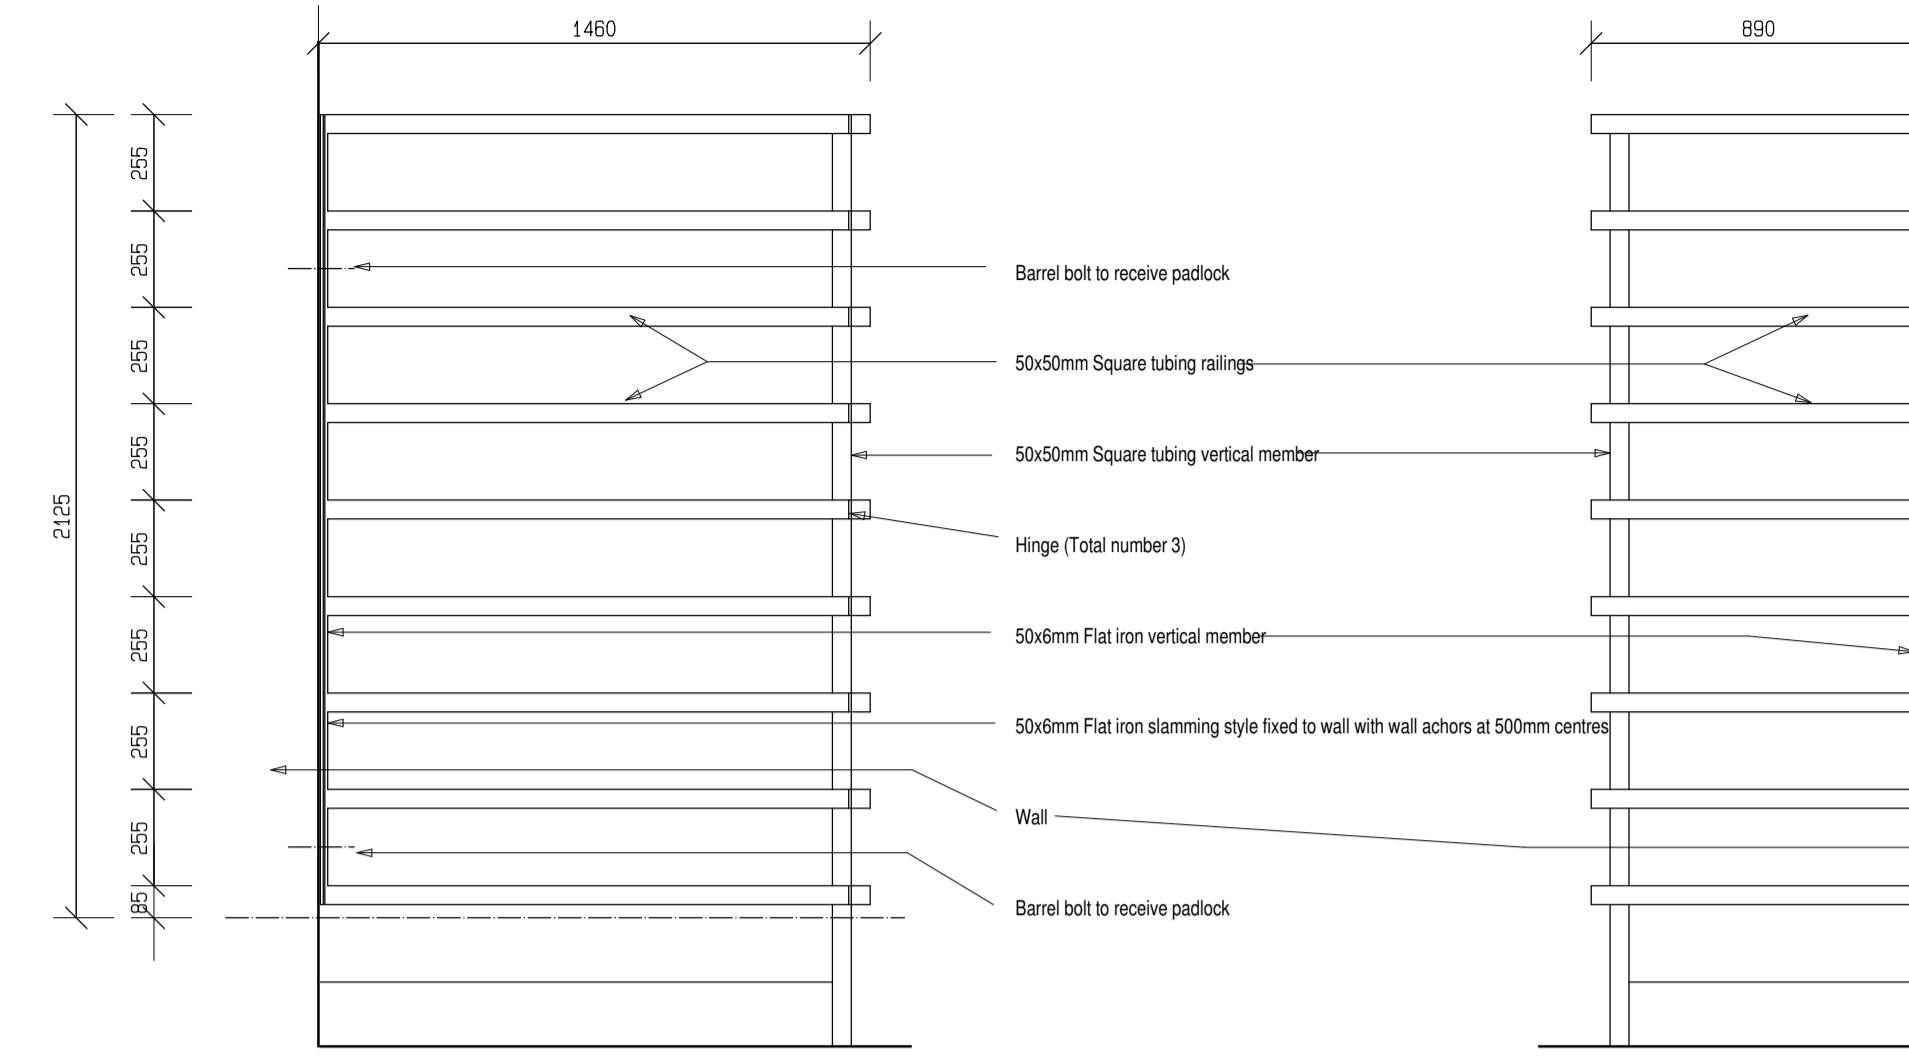 1460
890
255
255
Barrel bolt to receive padlock
255
50x50mm Square tubing railings
255
50x50mm Square tubing vertical member
2125
255
Hinge (Total number 3)
255
50x6mm Flat iron vertical member
255
50x6mm Flat iron slamming style fixed to wall with wall achors at 500mm centres
255
Wall
85
Barrel bolt to receive padlock